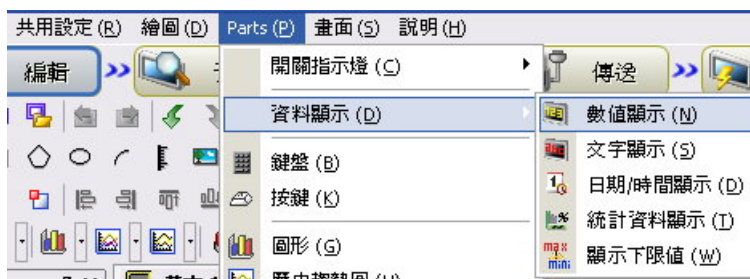 共用設定(R) 繪圖(D) Parts(P) 畫面(S) 說明(H)
編輯
開關指示燈(C)
傳送
資料顯示(D)
數值顯示(N)
鍵盤(B)
文字顯示(S)
按鍵(K)
日期/時間顯示(D)
統計資料顯示(T)
圖形(G)
max
mini
顯示下限值(W)